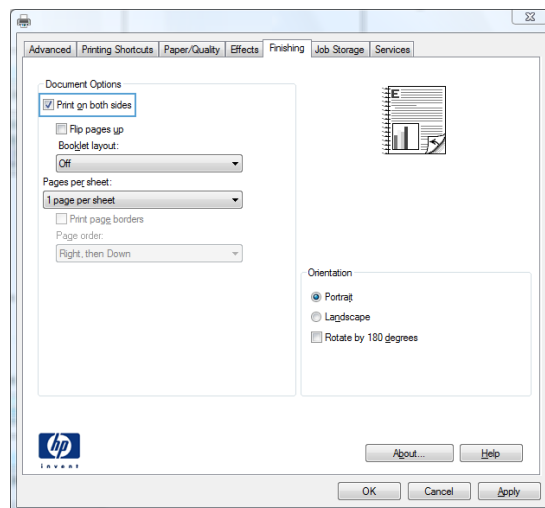 Advanced Printing Shortcuts Paper/Quality Effects Finishing Job Storage Services
Document Options
Print on both sides
Flip pages up
Booklet layout:
Off
Pages per sheet:
1 page per sheet
Print page borders
Page order:
Right, then Down
E
Orientation
Portrait
Landscape
Rotate by 180 degrees
hp
invent
About... Help
OK Cancel Apply